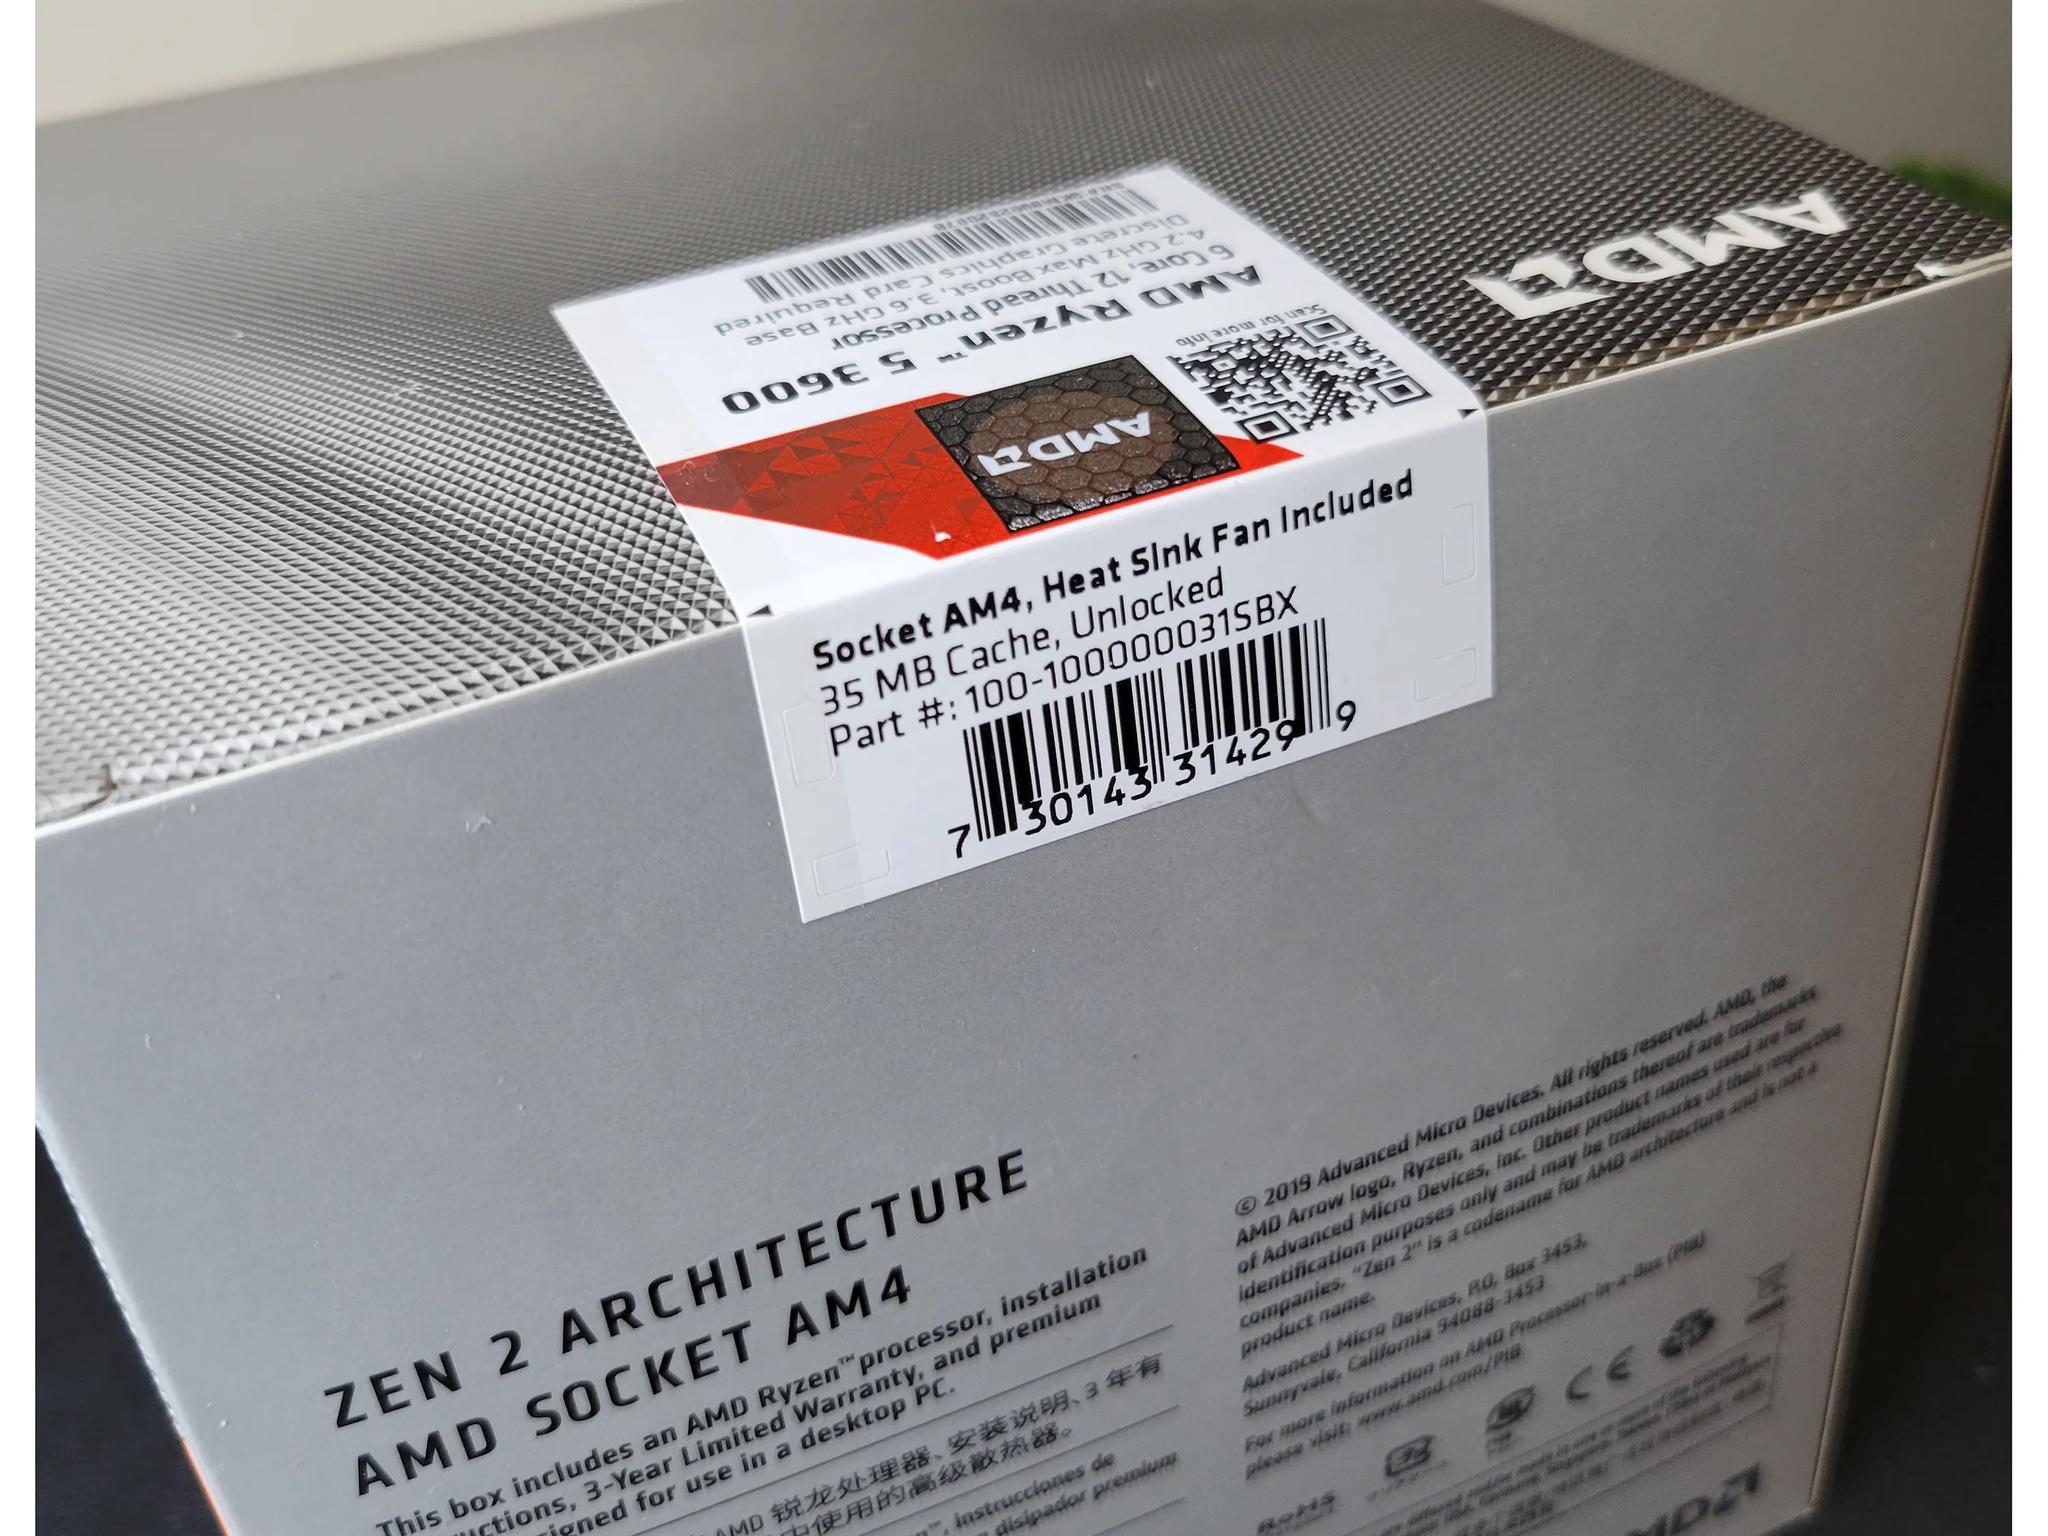 AMD
Discrete Graphics Card Required
4.2 GHz Max Boost, 3.6 GHz Base
6 Core, 12 Thread Processor
AMD Ryzen™ 5 3600
Scan for more info
AMD
Socket AM4, Heat SInk Fan Included
35 MB Cache, Unlocked
Part #: 100-100000031SBX
7 30143 31429 9
ZEN 2 ARCHITECTURE
AMD SOCKET AM4
This box includes an AMD Ryzen™ processor, installation
uctions, 3-Year Limited Warranty, and premium
signed for use in a desktop PC.
AMD 锐龙处理器、安装说明、3 年有
中使用的高级散热器。
Instrucciones de
disipador premium
© 2019 Advanced Micro Devices. All rights reserved. AMD, the
AMD Arrow logo, Ryzen, and combinations thereof are trademarks
of Advanced Micro Devices, Inc. Other product names used are for
identification purposes only and may be trademarks of their respective
companies. "Zen 2" is a codename for AMD architecture and is not a
product name.
Advanced Micro Devices, P.O. Box 3453,
Sunnyvale, California 94088-3453
For more information on AMD Processor-in-a-Box (PIB)
please visit: www.amd.com/PIB
CE
RoHS
AMD